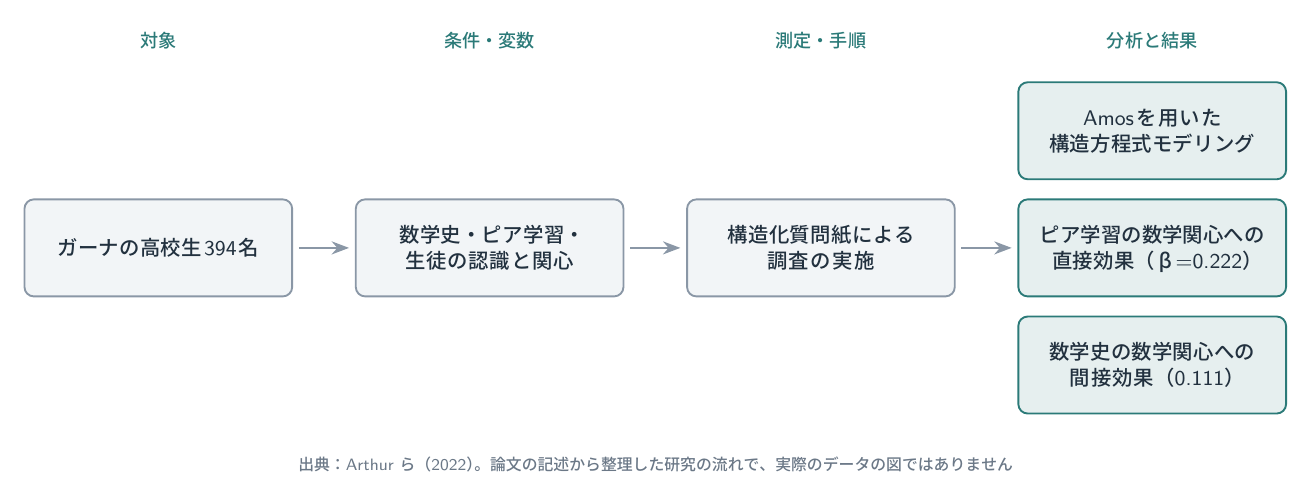 対象
条件・変数
測定・手順
分析と結果
ガーナの高校生394名
数学史・ピア学習・
生徒の認識と関心
構造化質問紙による
調査の実施
Amosを用いた
構造方程式モデリング
ピア学習の数学関心への
直接効果（β=0.222）
数学史の数学関心への
間接効果（0.111）
出典：Arthur ら（2022）。論文の記述から整理した研究の流れで、実際のデータの図ではありません